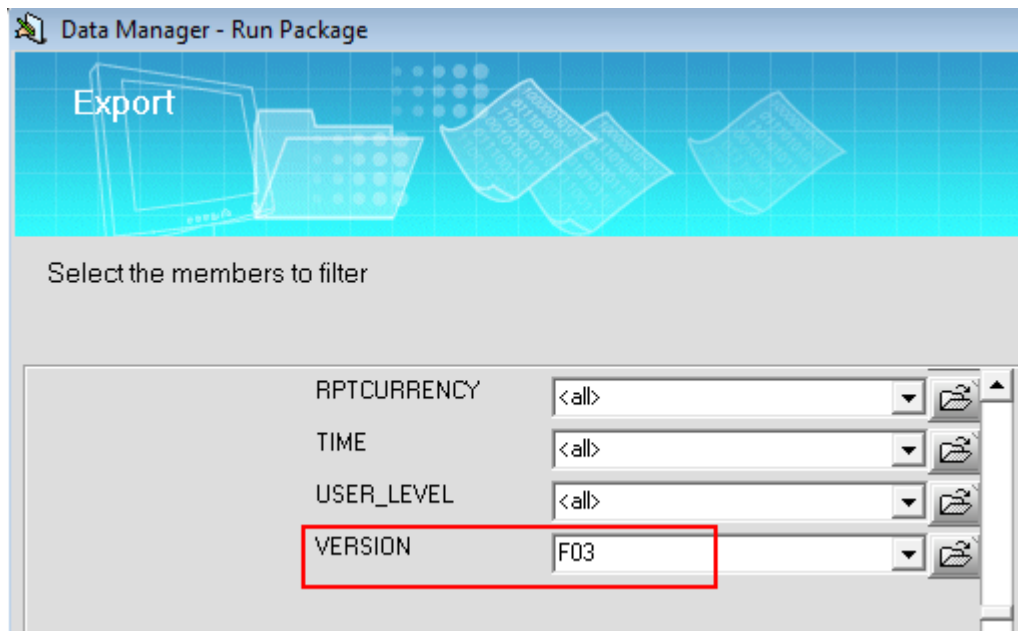 Data Manager - Run Package
Export
Select the members to filter
RPTCURRENCY <all>
TIME <all>
USER_LEVEL <all>
VERSION F03